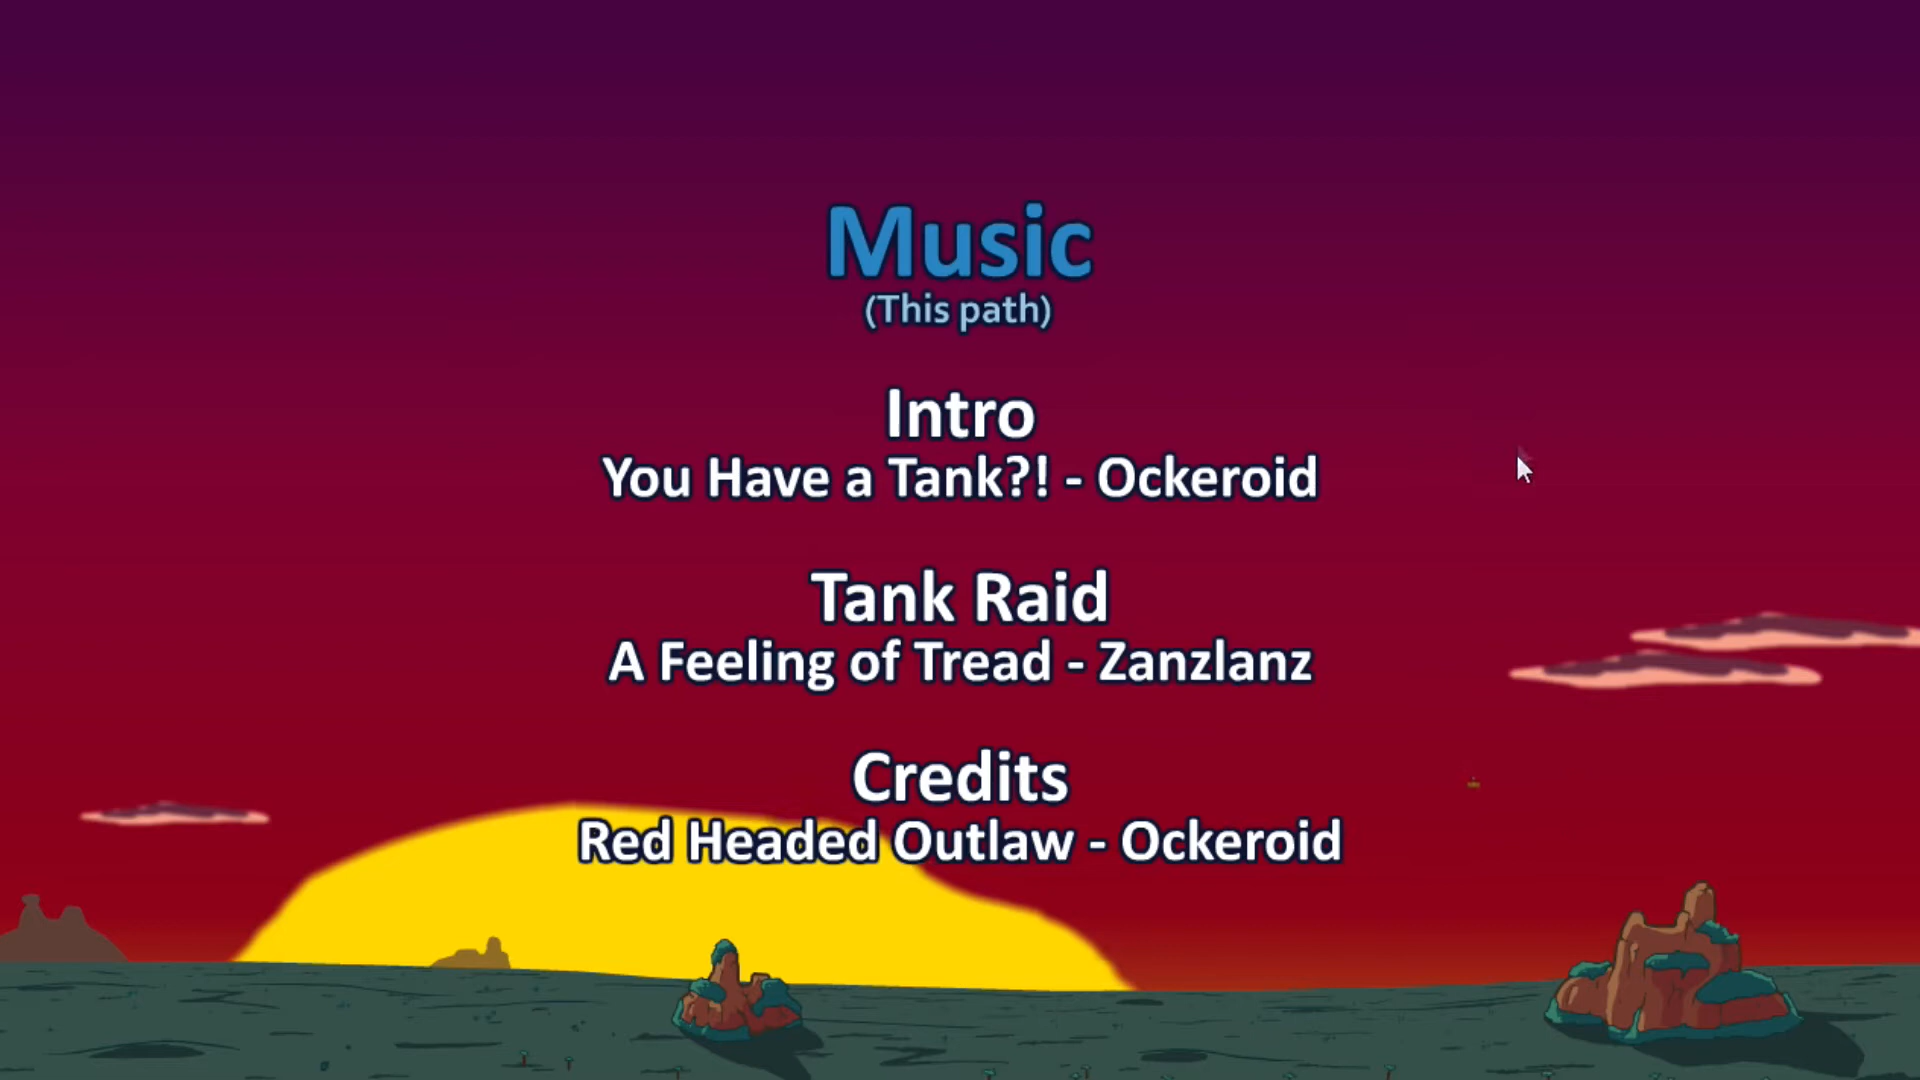 Music
(This path)
Intro
You Have a Tank?! - Ockeroid
Tank Raid
A Feeling of Tread - Zanzlanz
Credits
Red Headed Outlaw - Ockeroid